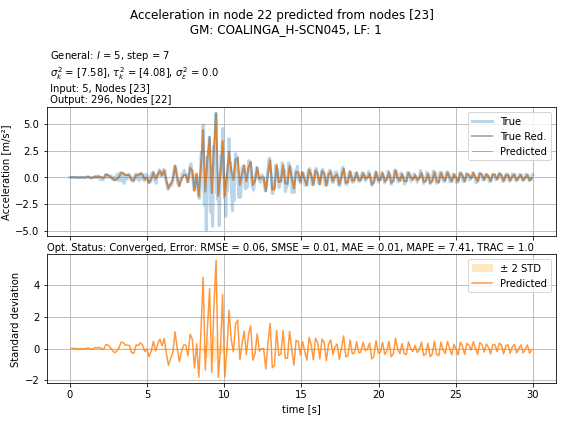 Acceleration in node 22 predicted from nodes [23]
GM: COALINGA_H-SCN045, LF: 1
General: l = 5, step = 7
σ²ₖ = [7.58], τ²ₖ = [4.08], σ²ε = 0.0
Input: 5, Nodes [23]
Output: 296, Nodes [22]
Acceleration [m/s²]
5.0
2.5
0.0
−2.5
−5.0
True
True Red.
Predicted
Opt. Status: Converged, Error: RMSE = 0.06, SMSE = 0.01, MAE = 0.01, MAPE = 7.41, TRAC = 1.0
Standard deviation
4
2
0
−2
± 2 STD
Predicted
0 5 10 15 20 25 30
time [s]